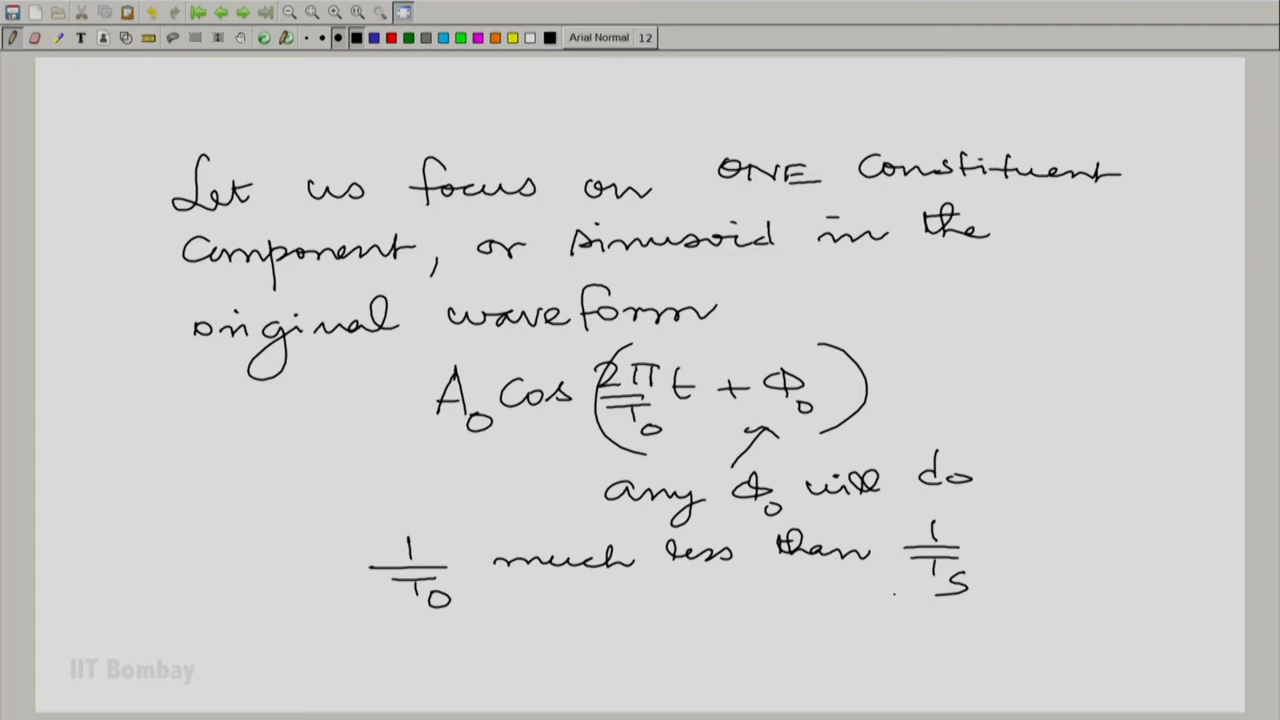 Arial Normal 12
Let us focus on ONE constituent
component, or sinusoid in the
original waveform
A₀ cos (2π/T₀ t + Φ₀)
any Φ₀ will do
1/T₀ much less than 1/Ts
IIT Bombay